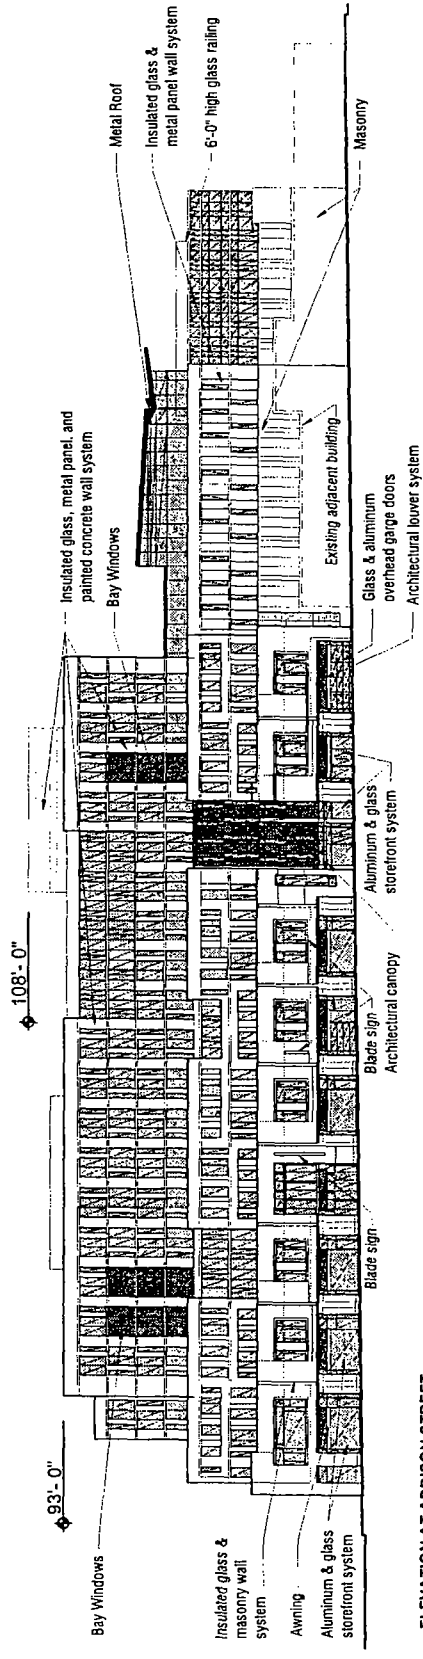 Insulated glass, metal panel, and
painted concrete wall system
Metal Roof
Insulated glass &
metal panel wall system
6'-0" high glass railing
108'- 0"
Bay Windows
93'- 0"
Bay Windows
Masonry
Existing adjacent building
Glass & aluminum
overhead garge doors
Architectural louver system
Aluminum & glass
storefront system
Blade sign
Architectural canopy
Blade sign
Insulated glass &
masonry wall
system
Awning
Aluminum & glass
storefront system
ELEVATION AT ADDISON STREET